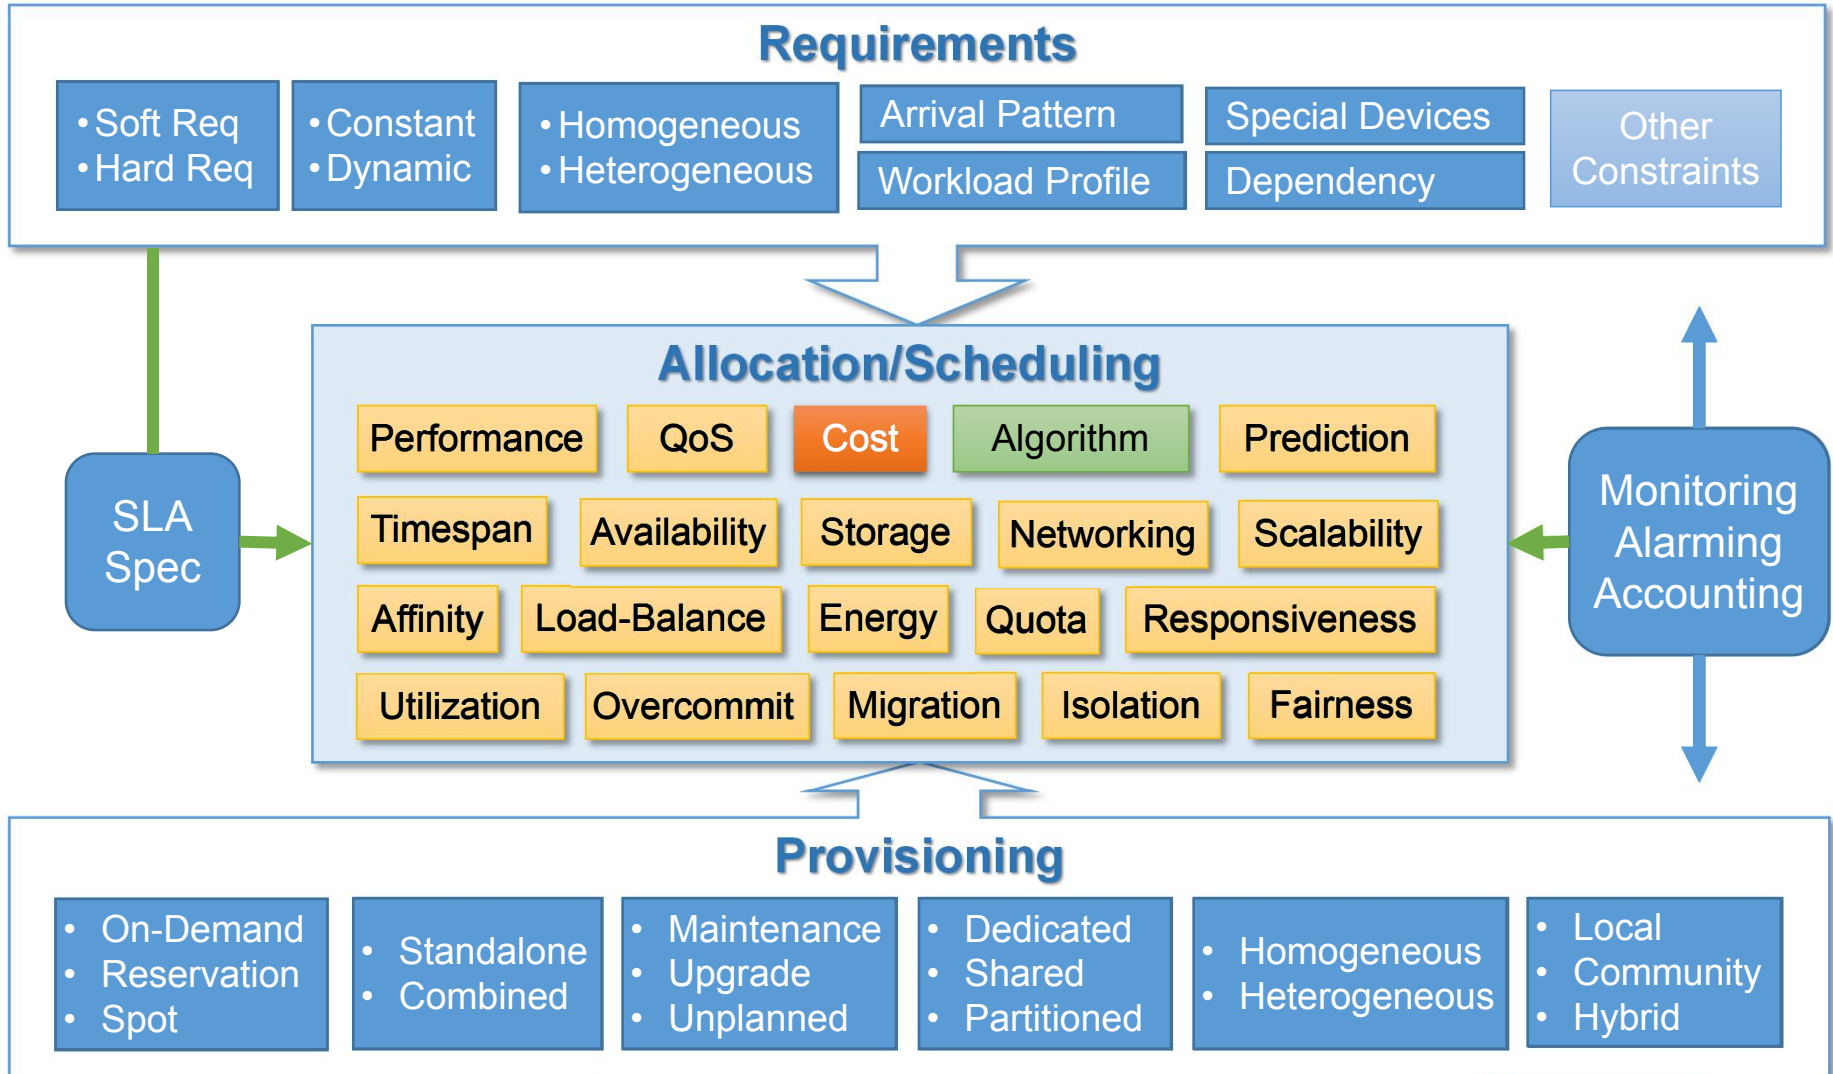 Requirements
• Soft Req
• Hard Req
• Constant
• Dynamic
• Homogeneous
• Heterogeneous
Arrival Pattern
Workload Profile
Special Devices
Dependency
Other
Constraints
SLA
Spec
Allocation/Scheduling
Performance
QoS
Cost
Algorithm
Prediction
Timespan
Availability
Storage
Networking
Scalability
Affinity
Load-Balance
Energy
Quota
Responsiveness
Utilization
Overcommit
Migration
Isolation
Fairness
Monitoring
Alarming
Accounting
Provisioning
• On-Demand
• Reservation
• Spot
• Standalone
• Combined
• Maintenance
• Upgrade
• Unplanned
• Dedicated
• Shared
• Partitioned
• Homogeneous
• Heterogeneous
• Local
• Community
• Hybrid